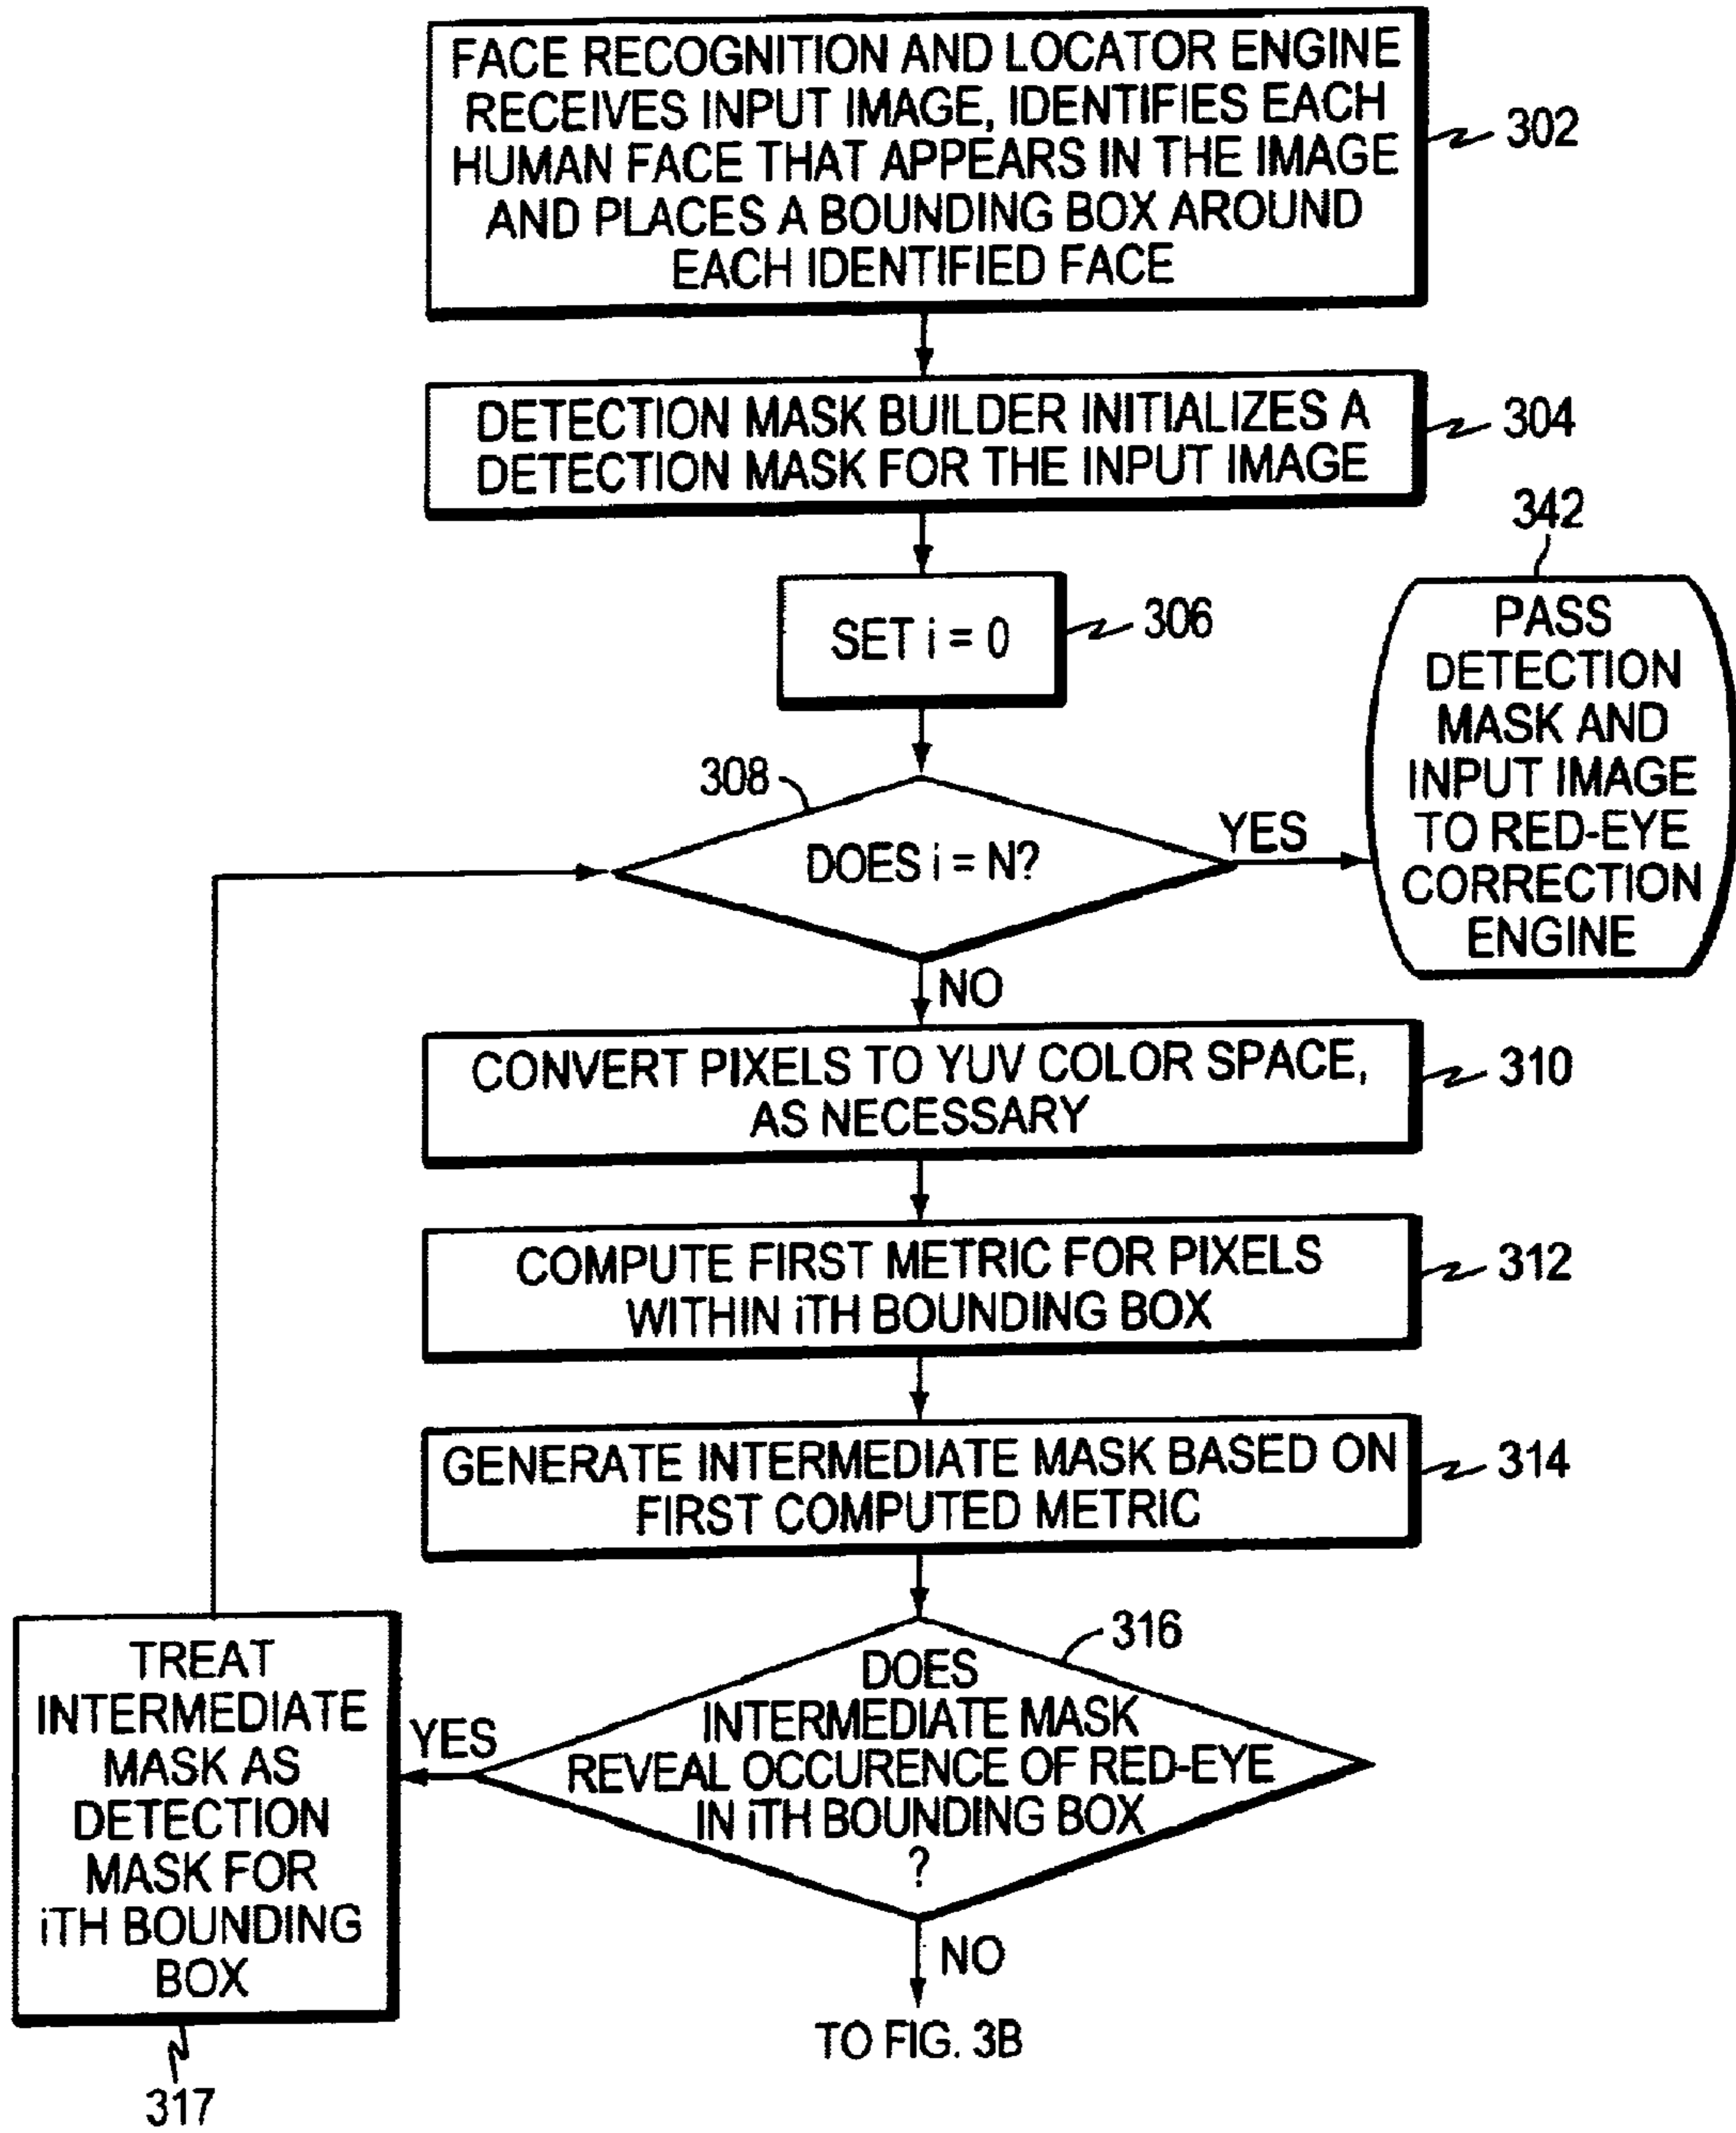 FACE RECOGNITION AND LOCATOR ENGINE
RECEIVES INPUT IMAGE, IDENTIFIES EACH
HUMAN FACE THAT APPEARS IN THE IMAGE
AND PLACES A BOUNDING BOX AROUND
EACH IDENTIFIED FACE
302
DETECTION MASK BUILDER INITIALIZES A
DETECTION MASK FOR THE INPUT IMAGE
304
SET i = 0
306
342
PASS
DETECTION
MASK AND
INPUT IMAGE
TO RED-EYE
CORRECTION
ENGINE
308
DOES i = N?
YES
NO
CONVERT PIXELS TO YUV COLOR SPACE,
AS NECESSARY
310
COMPUTE FIRST METRIC FOR PIXELS
WITHIN iTH BOUNDING BOX
312
GENERATE INTERMEDIATE MASK BASED ON
FIRST COMPUTED METRIC
314
316
DOES
INTERMEDIATE MASK
REVEAL OCCURENCE OF RED-EYE
IN iTH BOUNDING BOX
?
YES
TREAT
INTERMEDIATE
MASK AS
DETECTION
MASK FOR
iTH BOUNDING
BOX
317
NO
TO FIG. 3B